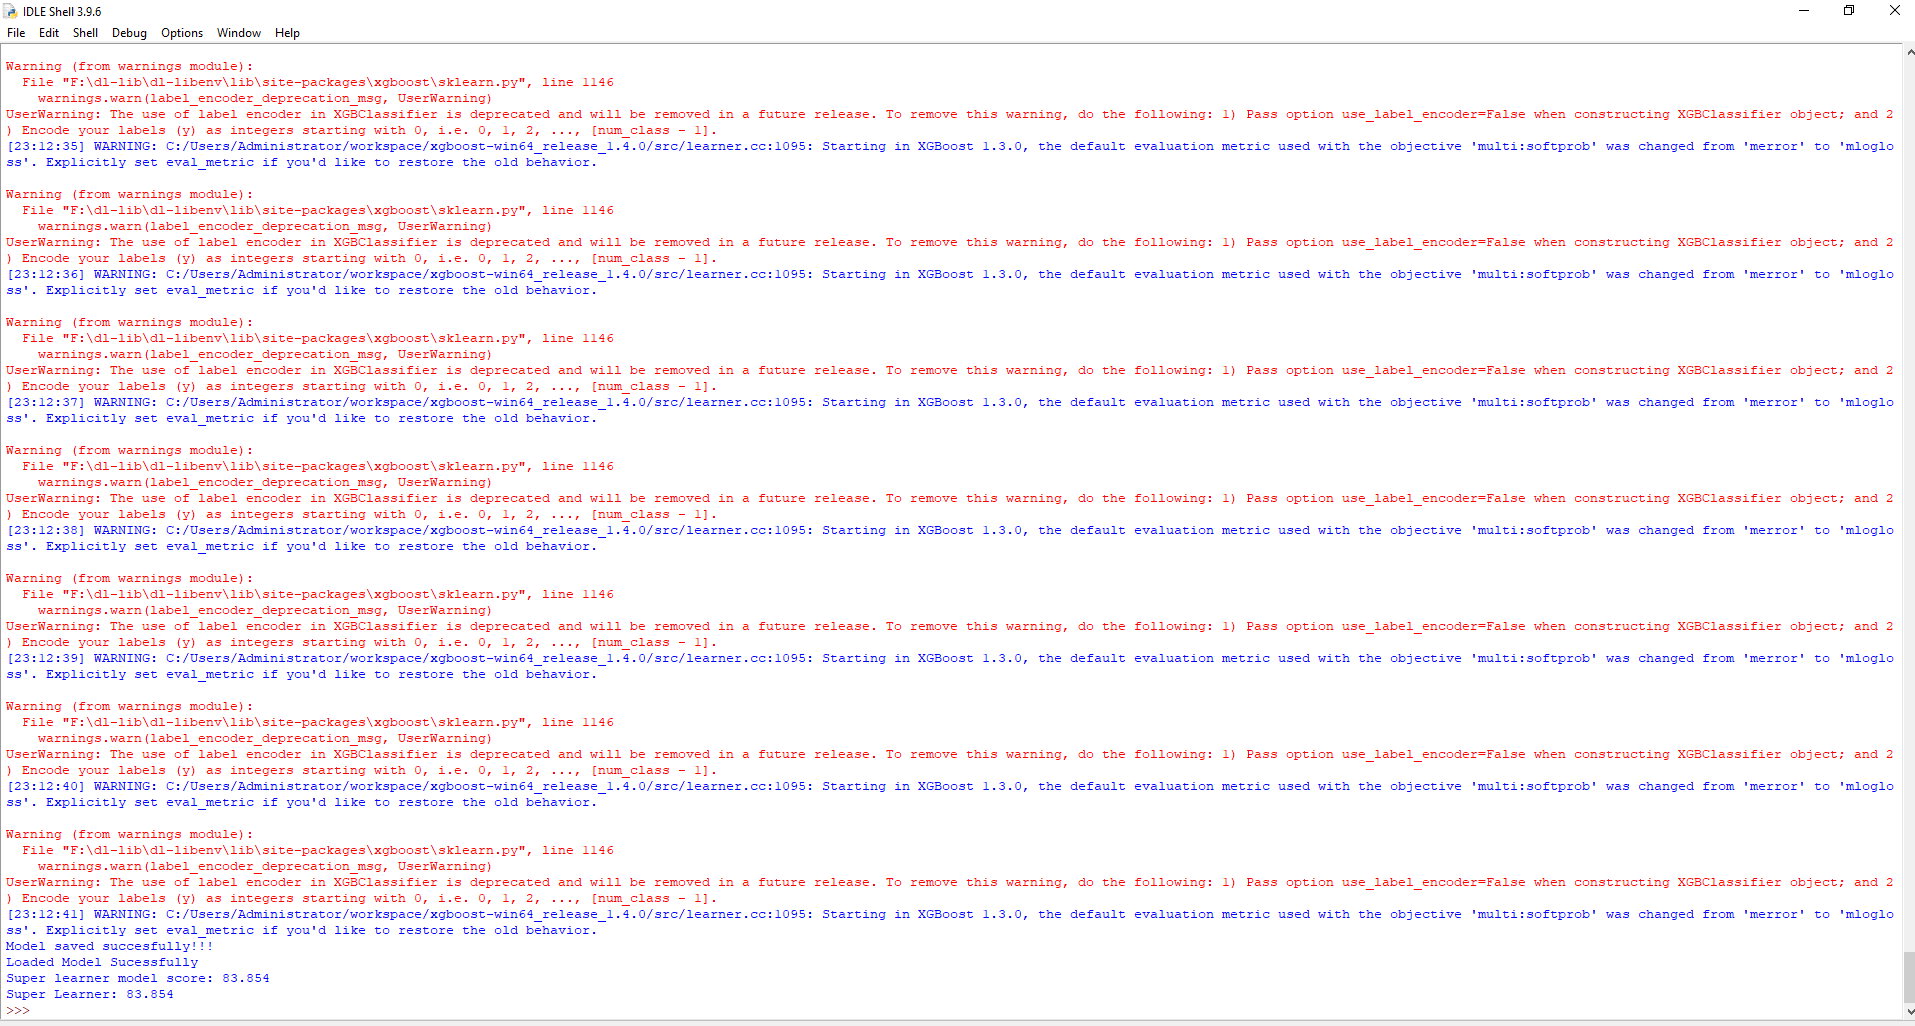 IDLE Shell 3.9.6
File Edit Shell Debug Options Window Help
Warning (from warnings module):
  File "F:\dl-lib\dl-libenv\lib\site-packages\xgboost\sklearn.py", line 1146
    warnings.warn(label_encoder_deprecation_msg, UserWarning)
UserWarning: The use of label encoder in XGBClassifier is deprecated and will be removed in a future release. To remove this warning, do the following: 1) Pass option use_label_encoder=False when constructing XGBClassifier object; and 2
) Encode your labels (y) as integers starting with 0, i.e. 0, 1, 2, ..., [num_class - 1].
[23:12:35] WARNING: C:/Users/Administrator/workspace/xgboost-win64_release_1.4.0/src/learner.cc:1095: Starting in XGBoost 1.3.0, the default evaluation metric used with the objective 'multi:softprob' was changed from 'merror' to 'mloglo
ss'. Explicitly set eval_metric if you'd like to restore the old behavior.
Warning (from warnings module):
  File "F:\dl-lib\dl-libenv\lib\site-packages\xgboost\sklearn.py", line 1146
    warnings.warn(label_encoder_deprecation_msg, UserWarning)
UserWarning: The use of label encoder in XGBClassifier is deprecated and will be removed in a future release. To remove this warning, do the following: 1) Pass option use_label_encoder=False when constructing XGBClassifier object; and 2
) Encode your labels (y) as integers starting with 0, i.e. 0, 1, 2, ..., [num_class - 1].
[23:12:36] WARNING: C:/Users/Administrator/workspace/xgboost-win64_release_1.4.0/src/learner.cc:1095: Starting in XGBoost 1.3.0, the default evaluation metric used with the objective 'multi:softprob' was changed from 'merror' to 'mloglo
ss'. Explicitly set eval_metric if you'd like to restore the old behavior.
Warning (from warnings module):
  File "F:\dl-lib\dl-libenv\lib\site-packages\xgboost\sklearn.py", line 1146
    warnings.warn(label_encoder_deprecation_msg, UserWarning)
UserWarning: The use of label encoder in XGBClassifier is deprecated and will be removed in a future release. To remove this warning, do the following: 1) Pass option use_label_encoder=False when constructing XGBClassifier object; and 2
) Encode your labels (y) as integers starting with 0, i.e. 0, 1, 2, ..., [num_class - 1].
[23:12:37] WARNING: C:/Users/Administrator/workspace/xgboost-win64_release_1.4.0/src/learner.cc:1095: Starting in XGBoost 1.3.0, the default evaluation metric used with the objective 'multi:softprob' was changed from 'merror' to 'mloglo
ss'. Explicitly set eval_metric if you'd like to restore the old behavior.
Warning (from warnings module):
  File "F:\dl-lib\dl-libenv\lib\site-packages\xgboost\sklearn.py", line 1146
    warnings.warn(label_encoder_deprecation_msg, UserWarning)
UserWarning: The use of label encoder in XGBClassifier is deprecated and will be removed in a future release. To remove this warning, do the following: 1) Pass option use_label_encoder=False when constructing XGBClassifier object; and 2
) Encode your labels (y) as integers starting with 0, i.e. 0, 1, 2, ..., [num_class - 1].
[23:12:38] WARNING: C:/Users/Administrator/workspace/xgboost-win64_release_1.4.0/src/learner.cc:1095: Starting in XGBoost 1.3.0, the default evaluation metric used with the objective 'multi:softprob' was changed from 'merror' to 'mloglo
ss'. Explicitly set eval_metric if you'd like to restore the old behavior.
Warning (from warnings module):
  File "F:\dl-lib\dl-libenv\lib\site-packages\xgboost\sklearn.py", line 1146
    warnings.warn(label_encoder_deprecation_msg, UserWarning)
UserWarning: The use of label encoder in XGBClassifier is deprecated and will be removed in a future release. To remove this warning, do the following: 1) Pass option use_label_encoder=False when constructing XGBClassifier object; and 2
) Encode your labels (y) as integers starting with 0, i.e. 0, 1, 2, ..., [num_class - 1].
[23:12:39] WARNING: C:/Users/Administrator/workspace/xgboost-win64_release_1.4.0/src/learner.cc:1095: Starting in XGBoost 1.3.0, the default evaluation metric used with the objective 'multi:softprob' was changed from 'merror' to 'mloglo
ss'. Explicitly set eval_metric if you'd like to restore the old behavior.
Warning (from warnings module):
  File "F:\dl-lib\dl-libenv\lib\site-packages\xgboost\sklearn.py", line 1146
    warnings.warn(label_encoder_deprecation_msg, UserWarning)
UserWarning: The use of label encoder in XGBClassifier is deprecated and will be removed in a future release. To remove this warning, do the following: 1) Pass option use_label_encoder=False when constructing XGBClassifier object; and 2
) Encode your labels (y) as integers starting with 0, i.e. 0, 1, 2, ..., [num_class - 1].
[23:12:40] WARNING: C:/Users/Administrator/workspace/xgboost-win64_release_1.4.0/src/learner.cc:1095: Starting in XGBoost 1.3.0, the default evaluation metric used with the objective 'multi:softprob' was changed from 'merror' to 'mloglo
ss'. Explicitly set eval_metric if you'd like to restore the old behavior.
Warning (from warnings module):
  File "F:\dl-lib\dl-libenv\lib\site-packages\xgboost\sklearn.py", line 1146
    warnings.warn(label_encoder_deprecation_msg, UserWarning)
UserWarning: The use of label encoder in XGBClassifier is deprecated and will be removed in a future release. To remove this warning, do the following: 1) Pass option use_label_encoder=False when constructing XGBClassifier object; and 2
) Encode your labels (y) as integers starting with 0, i.e. 0, 1, 2, ..., [num_class - 1].
[23:12:41] WARNING: C:/Users/Administrator/workspace/xgboost-win64_release_1.4.0/src/learner.cc:1095: Starting in XGBoost 1.3.0, the default evaluation metric used with the objective 'multi:softprob' was changed from 'merror' to 'mloglo
ss'. Explicitly set eval_metric if you'd like to restore the old behavior.
Model saved succesfully!!!
Loaded Model Sucessfully
Super learner model score: 83.854
Super Learner: 83.854
>>>